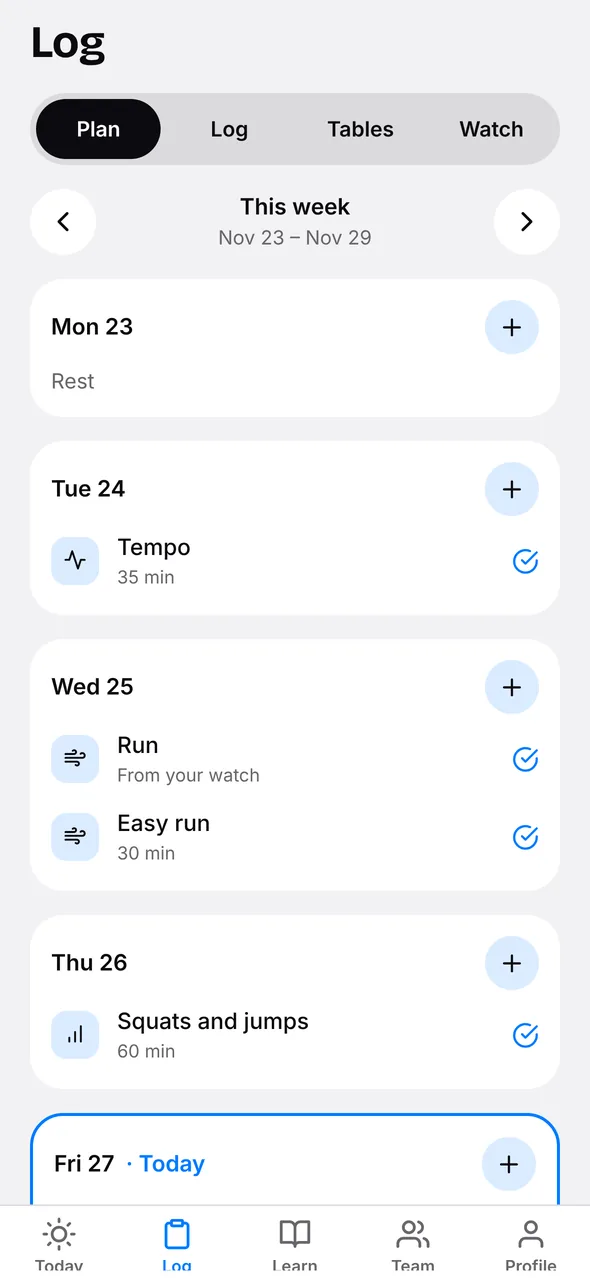 Log
Plan
Log
Tables
Watch
This week
Nov 23 – Nov 29
Mon 23
Rest
Tue 24
Tempo
35 min
Wed 25
Run
From your watch
Easy run
30 min
Thu 26
Squats and jumps
60 min
Fri 27 · Today
Today
Log
Learn
Team
Profile